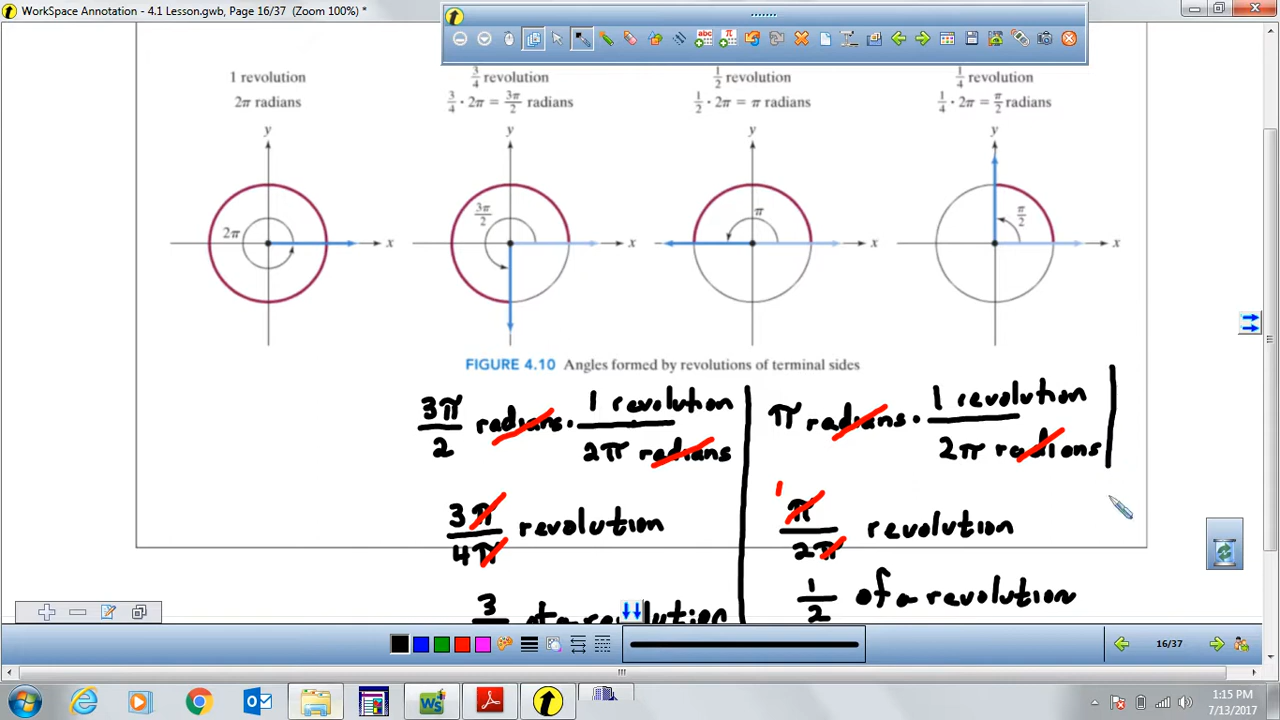 WorkSpace Annotation - 4.1 Lesson.gwb, Page 16/37 (Zoom 100%) *
1 revolution
2π radians
3/4 revolution
3/4 · 2π = 3π/2 radians
1/2 revolution
1/2 · 2π = π radians
1/4 revolution
1/4 · 2π = π/2 radians
y
y
y
y
2π
3π/2
π
π/2
x
x
x
x
FIGURE 4.10 Angles formed by revolutions of terminal sides
3π/2 radians · 1 revolution / 2π radians
3π/4π revolution
3 of a revolution
π radians · 1 revolution / 2π radians
1
π/2π revolution
1/2 of a revolution
16/37
1:15 PM
7/13/2017